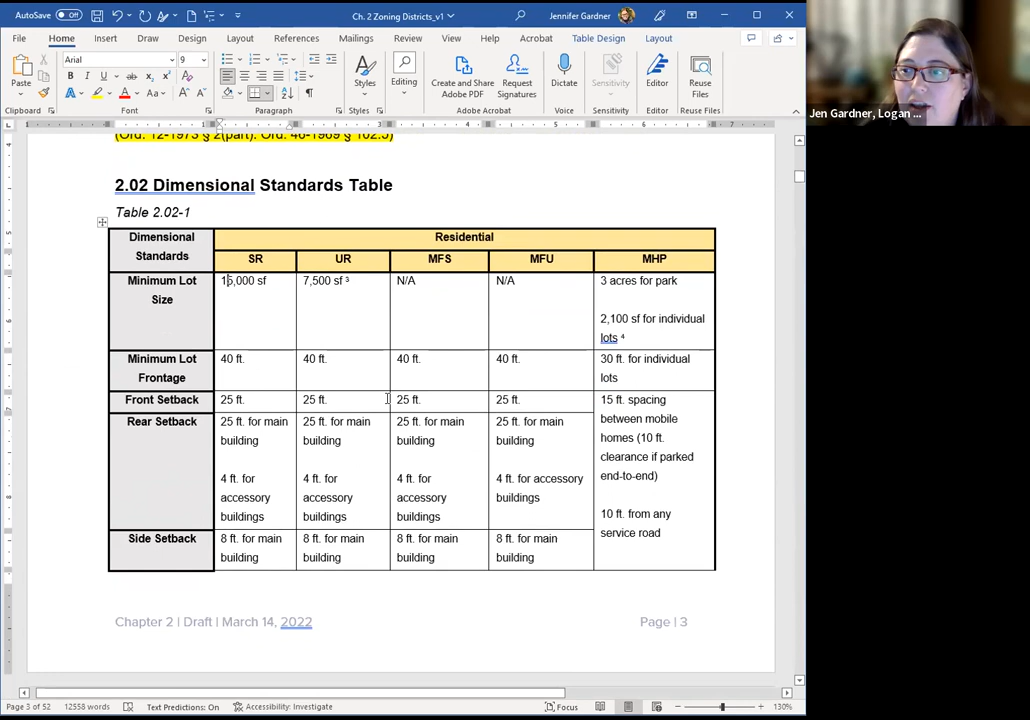 AutoSave Off Ch. 2 Zoning Districts_v1 Jennifer Gardner
File Home Insert Draw Design Layout References Mailings Review View Help Acrobat Table Design Layout
Arial 9
Paste
Styles
Editing
Create and Share
Adobe PDF
Request
Signatures
Dictate
Sensitivity
Editor
Reuse
Files
Clipboard Font Paragraph Styles Adobe Acrobat Voice Sensitivity Editor Reuse Files
Jen Gardner, Logan ...
(Ord. 12-1973 § 2(part). Ord. 46-1969 § 102.5)
2.02 Dimensional Standards Table
Table 2.02-1
Dimensional
Standards
Residential
SR UR MFS MFU MHP
Minimum Lot
Size
15,000 sf
7,500 sf ³
N/A
N/A
3 acres for park
2,100 sf for individual
lots ⁴
Minimum Lot
Frontage
40 ft.
40 ft.
40 ft.
40 ft.
30 ft. for individual
lots
Front Setback
25 ft.
25 ft.
25 ft.
25 ft.
15 ft. spacing
between mobile
homes (10 ft.
clearance if parked
end-to-end)
10 ft. from any
service road
Rear Setback
25 ft. for main
building
4 ft. for
accessory
buildings
25 ft. for main
building
4 ft. for
accessory
buildings
25 ft. for main
building
4 ft. for
accessory
buildings
25 ft. for main
building
4 ft. for accessory
buildings
Side Setback
8 ft. for main
building
8 ft. for main
building
8 ft. for main
building
8 ft. for main
building
Chapter 2 | Draft | March 14, 2022
Page | 3
Page 3 of 52 12558 words Text Predictions: On Accessibility: Investigate Focus 130%